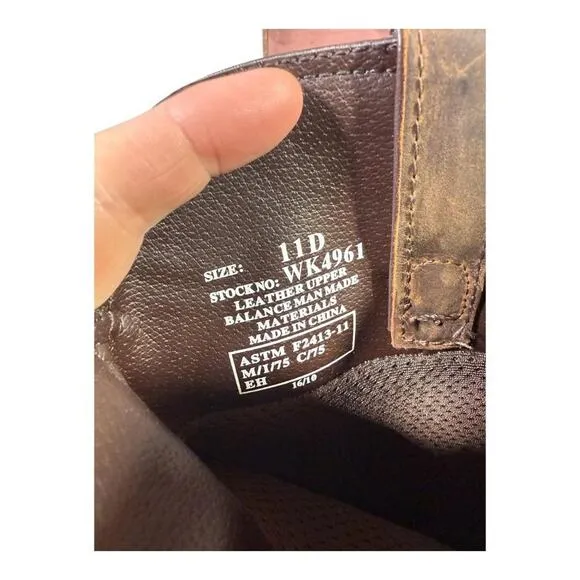 SIZE: 11D
STOCK NO: WK4961
LEATHER UPPER
BALANCE MAN MADE
MATERIALS
MADE IN CHINA
ASTM F2413-11
M/I/75 C/75
EH
16/10